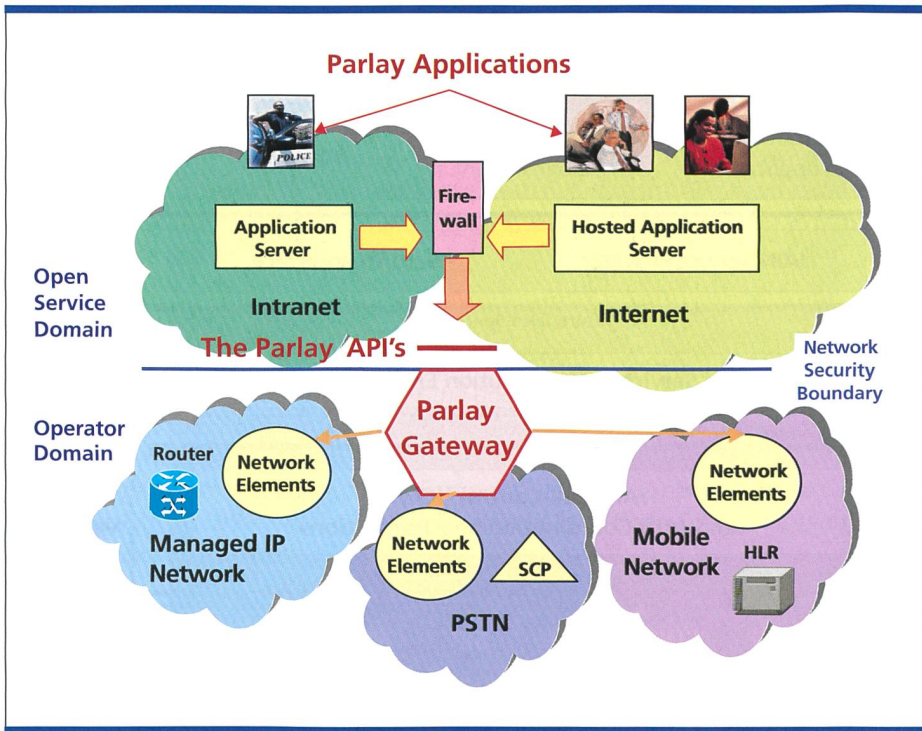 Parlay Applications
POLICE
Fire-
wall
Application
Server
Hosted Application
Server
Open
Service
Domain
Intranet
Internet
The Parlay API's
Network
Security
Boundary
Operator
Domain
Parlay
Gateway
Router
Network
Elements
Managed IP
Network
Network
Elements
SCP
PSTN
Network
Elements
Mobile
Network
HLR